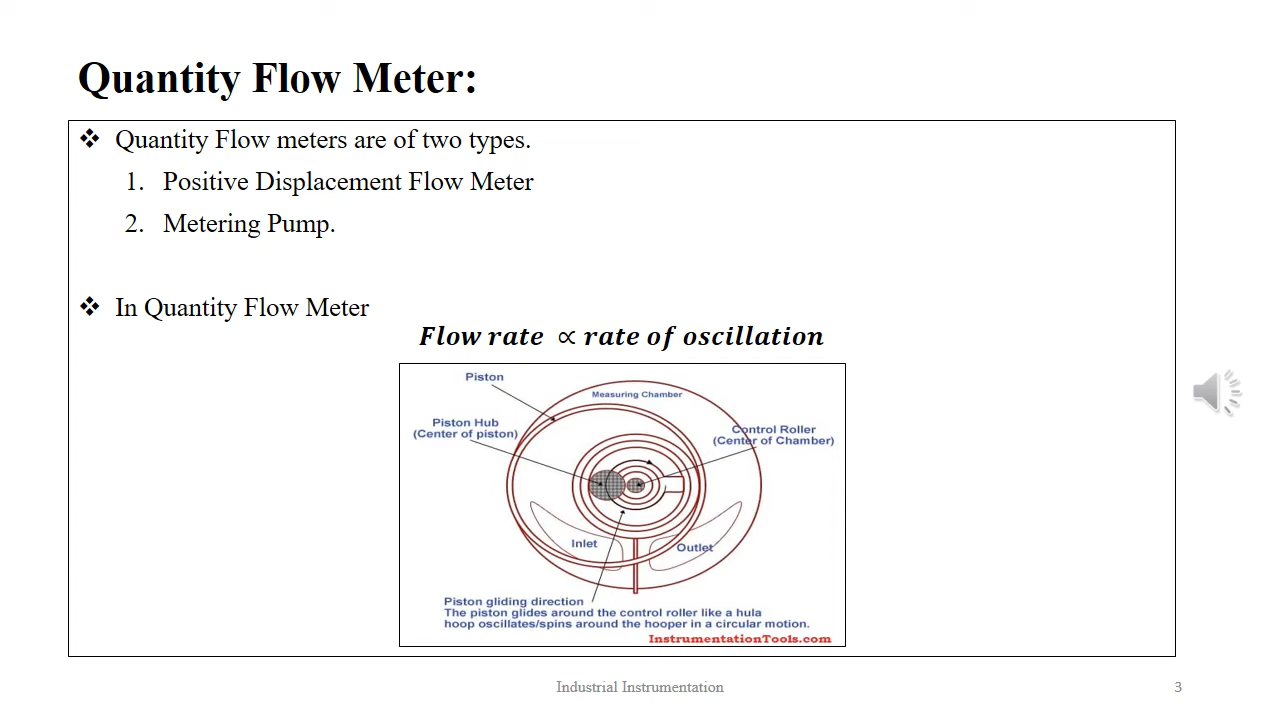 Quantity Flow Meter:
❖ Quantity Flow meters are of two types.
1. Positive Displacement Flow Meter
2. Metering Pump.
❖ In Quantity Flow Meter
Flow rate ∝ rate of oscillation
Piston
Measuring Chamber
Piston Hub
(Center of piston)
Control Roller
(Center of Chamber)
Inlet
Outlet
Piston gliding direction
The piston glides around the control roller like a hula
hoop oscillates/spins around the hooper in a circular motion.
InstrumentationTools.com
Industrial Instrumentation
3